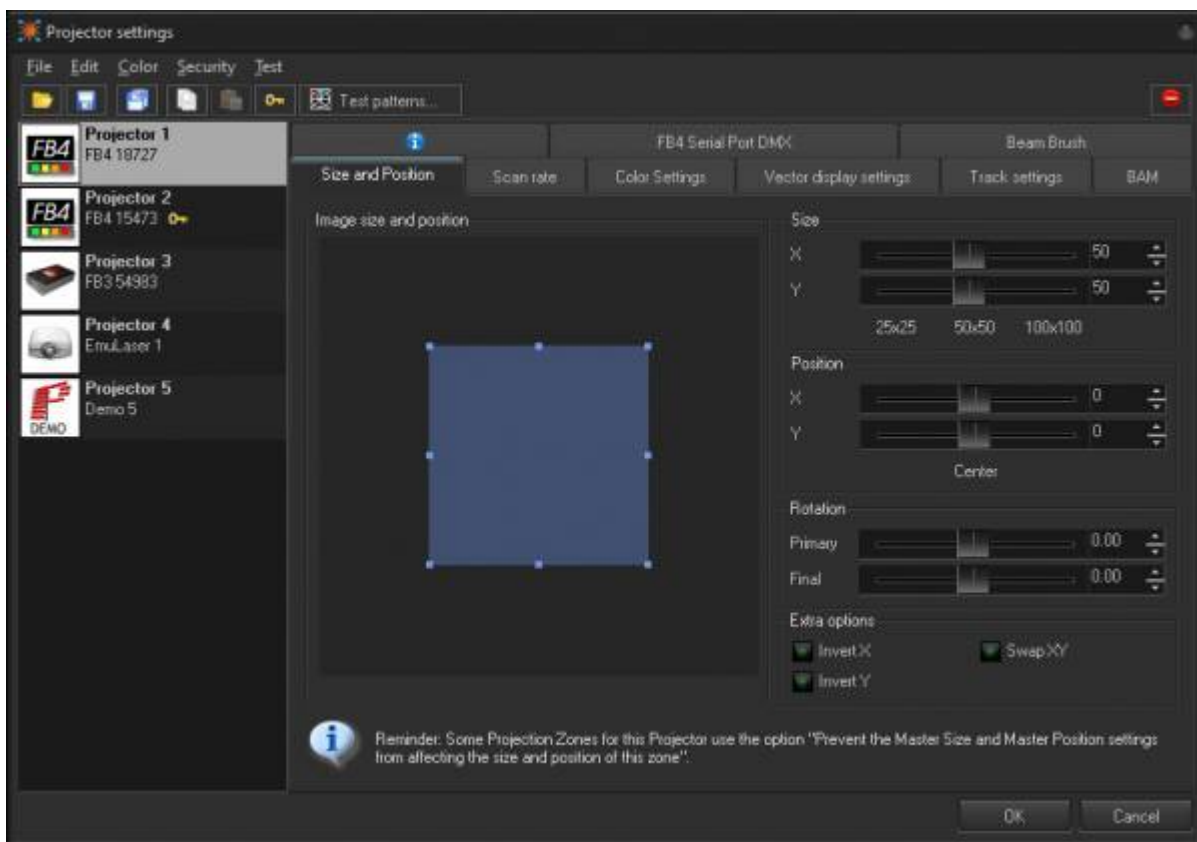 Projector settings
File Edit Color Security Test
Test patterns...
FB4 Projector 1
FB4 18727
FB4 Projector 2
FB4 15473
Projector 3
FB3 54983
Projector 4
EmuLaser 1
Projector 5
Demo 5
DEMO
FB4 Serial Port DMX Beam Brush
Size and Position Scan rate Color Settings Vector display settings Track settings BAM
Image size and position
Size
X 50
Y 50
25x25 50x50 100x100
Position
X 0
Y 0
Center
Rotation
Primary 0.00
Final 0.00
Extra options
Invert X Swap XY
Invert Y
Reminder: Some Projection Zones for this Projector use the option "Prevent the Master Size and Master Position settings
from affecting the size and position of this zone".
OK Cancel